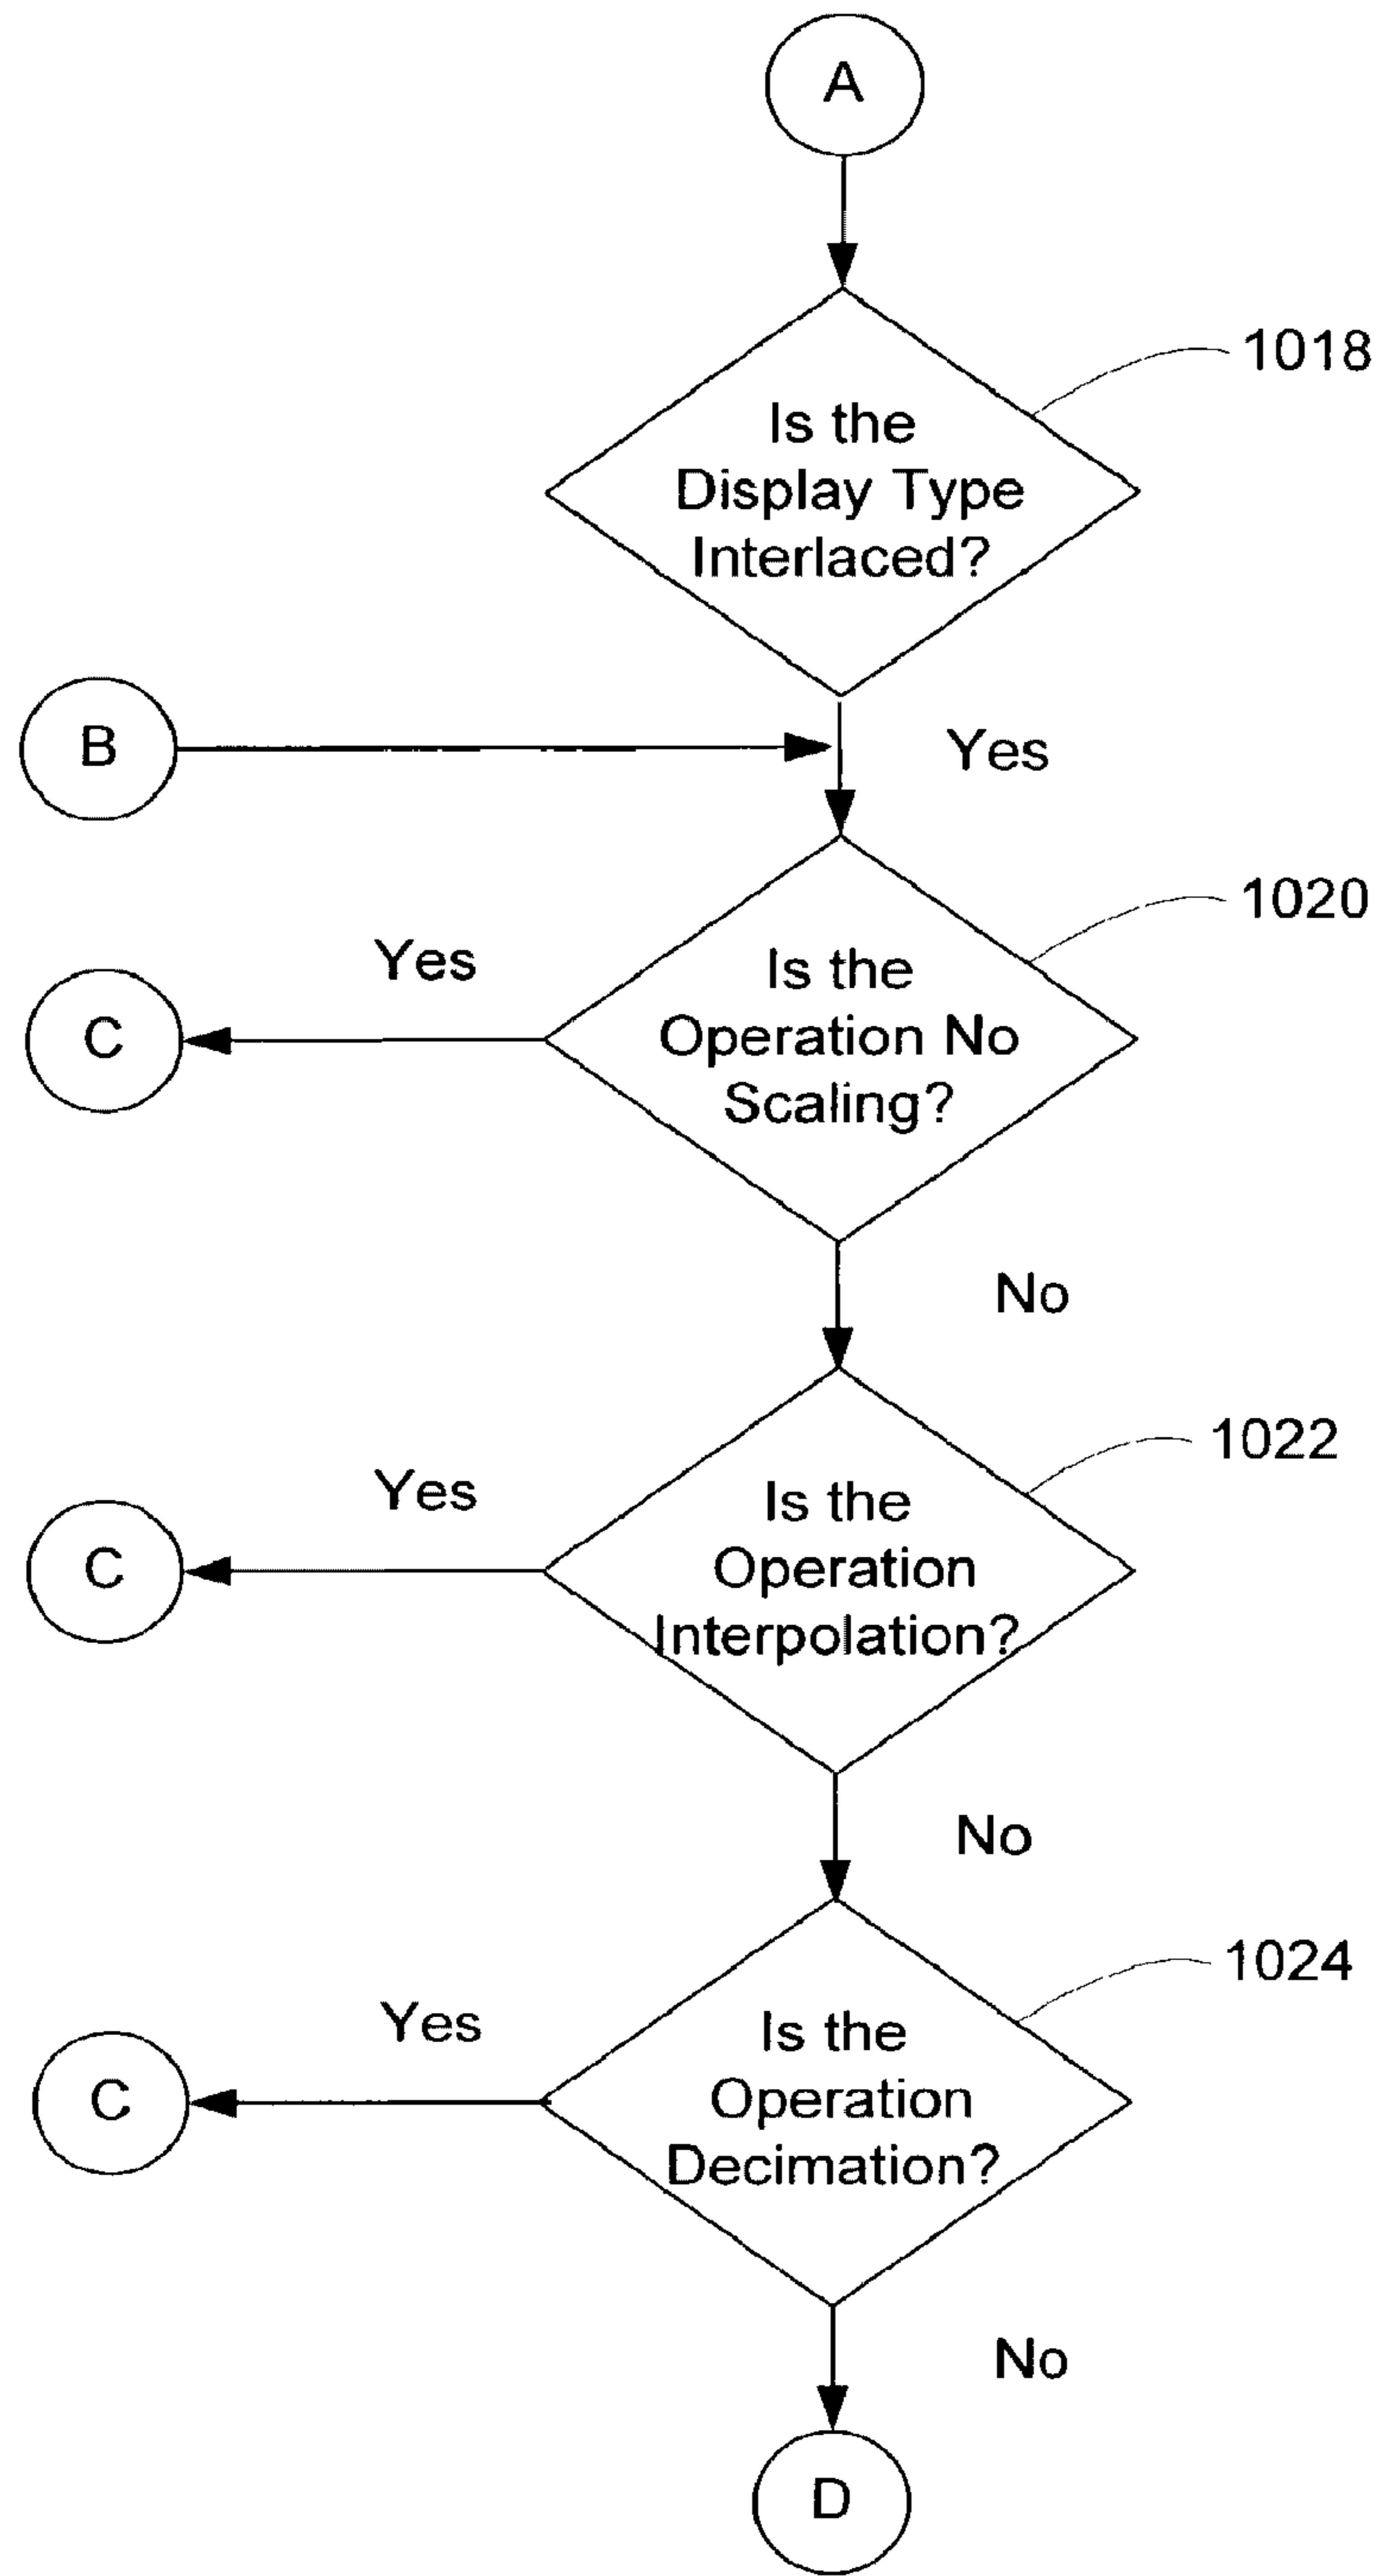 A
1018
Is the
Display Type
Interlaced?
B
Yes
1020
Yes
Is the
Operation No
Scaling?
C
No
1022
Yes
Is the
Operation
Interpolation?
C
No
1024
Yes
Is the
Operation
Decimation?
C
No
D